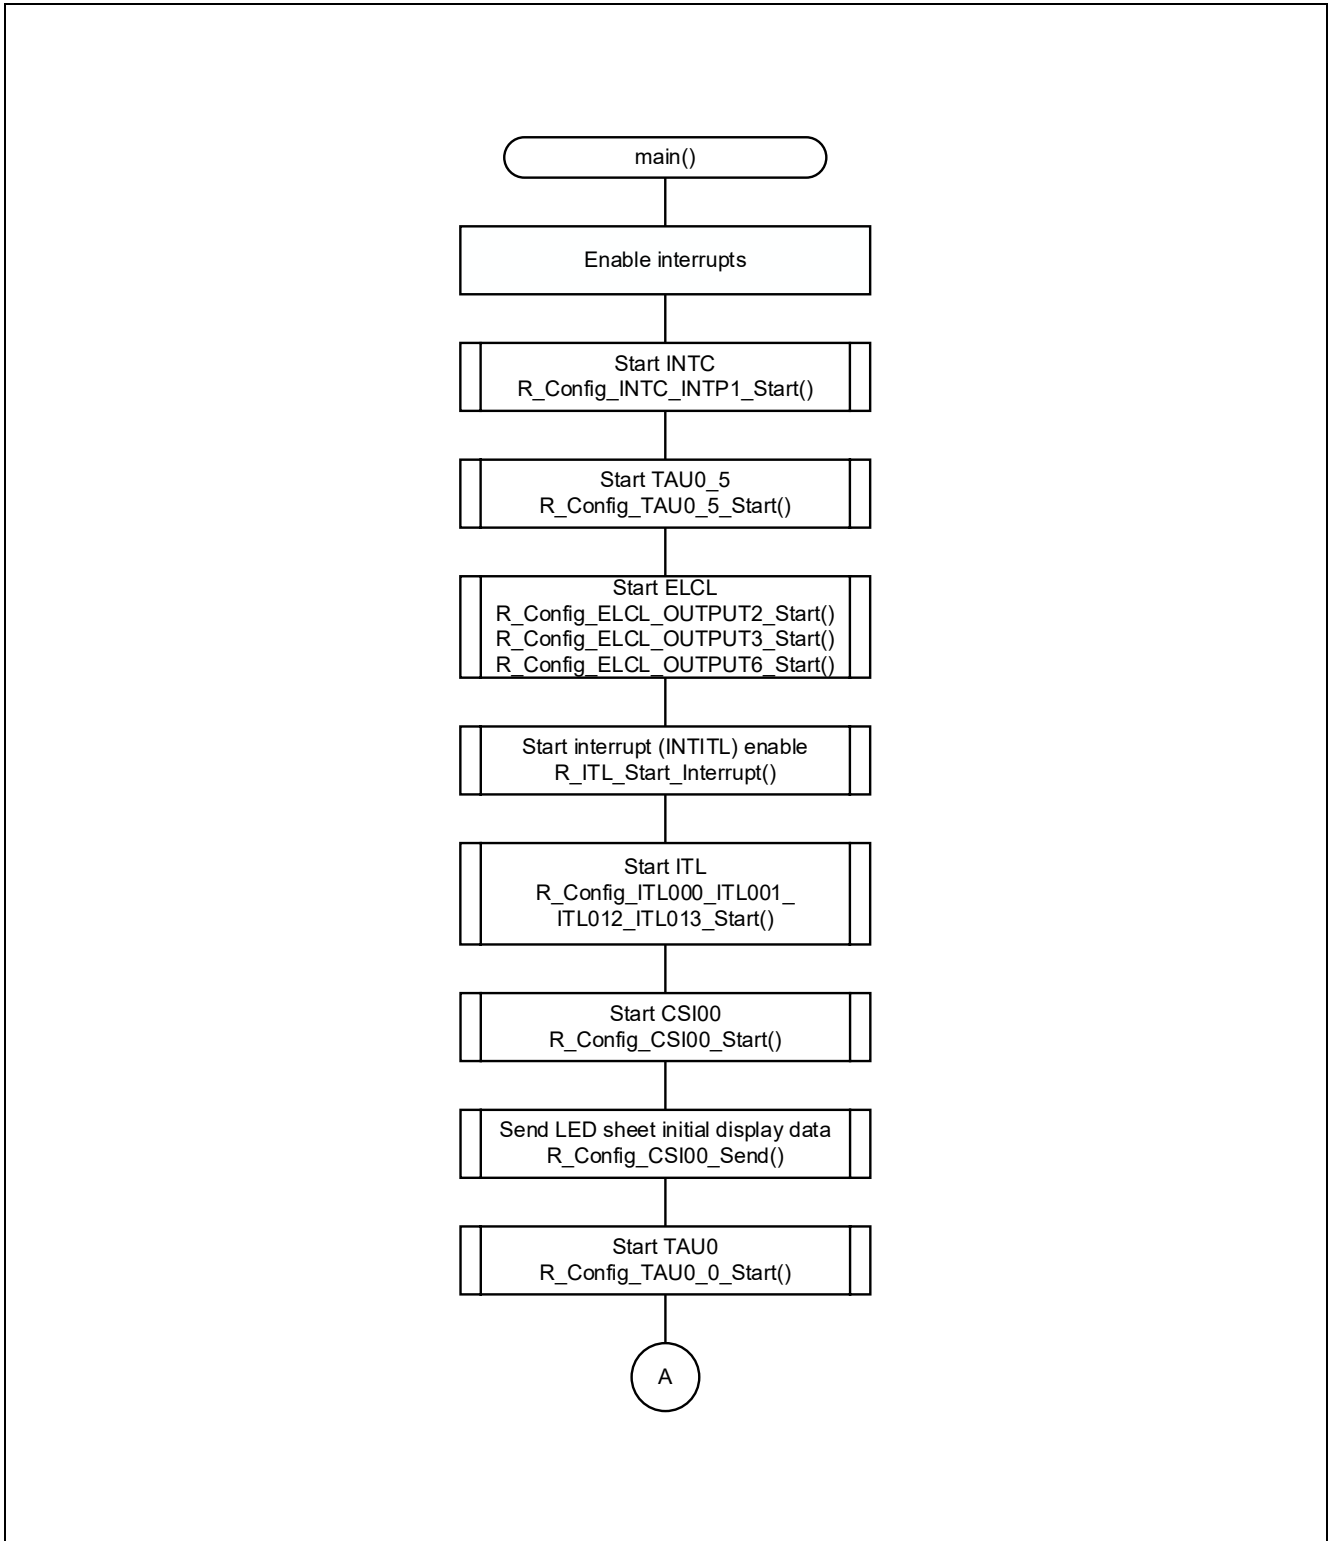 main()
Enable interrupts
Start INTC
R_Config_INTC_INTP1_Start()
Start TAU0_5
R_Config_TAU0_5_Start()
Start ELCL
R_Config_ELCL_OUTPUT2_Start()
R_Config_ELCL_OUTPUT3_Start()
R_Config_ELCL_OUTPUT6_Start()
Start interrupt (INTITL) enable
R_ITL_Start_Interrupt()
Start ITL
R_Config_ITL000_ITL001_
ITL012_ITL013_Start()
Start CSI00
R_Config_CSI00_Start()
Send LED sheet initial display data
R_Config_CSI00_Send()
Start TAU0
R_Config_TAU0_0_Start()
A